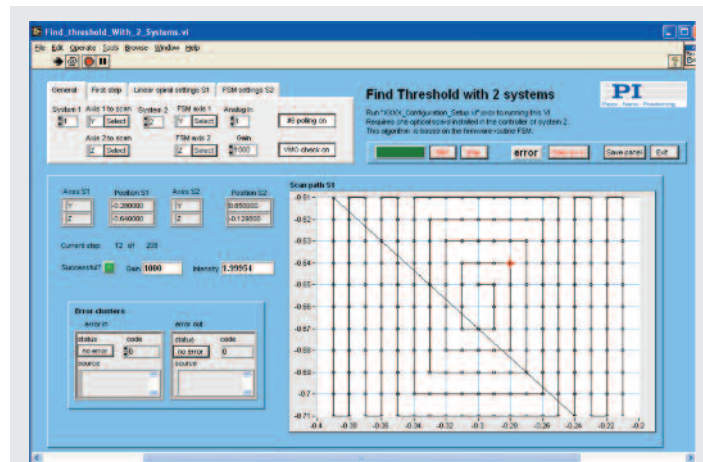 Find_threshold_With_2_Systems.vi
File Edit Operate Tools Browse Window Help
General First step Linear spiral settings S1 FSM settings S2
System 1 Axis 1 to scan System 2 FSM axis 1 Analog in
1 Y Select 2 Y Select 1 #5 polling on
Axis 2 to scan FSM axis 2 Gain
Z Select Z Select 1000 VMO check on
Find Threshold with 2 systems
PI
Run "XXXX_Configuration_Setup.vi" prior to running this VI
Requires one optical board installed in the controller of system 2.
This algorithm is based on the firmware routine FSM.
error Save panel Exit
Axes S1 Position S1 Axes S2 Position S2
Y -0.280000 Y 0.850000
Z -0.640000 Z -0.129800
Current step: 12 of 208
Successful? Gain 1000 Intensity 1.99954
Error clusters
error in error out
status code status code
no error 0 no error 0
source source
Scan path S1
-0.61
-0.62
-0.63
-0.64
-0.65
-0.66
-0.67
-0.68
-0.69
-0.7
-0.71
-0.4 -0.38 -0.36 -0.34 -0.32 -0.3 -0.28 -0.26 -0.24 -0.22 -0.2